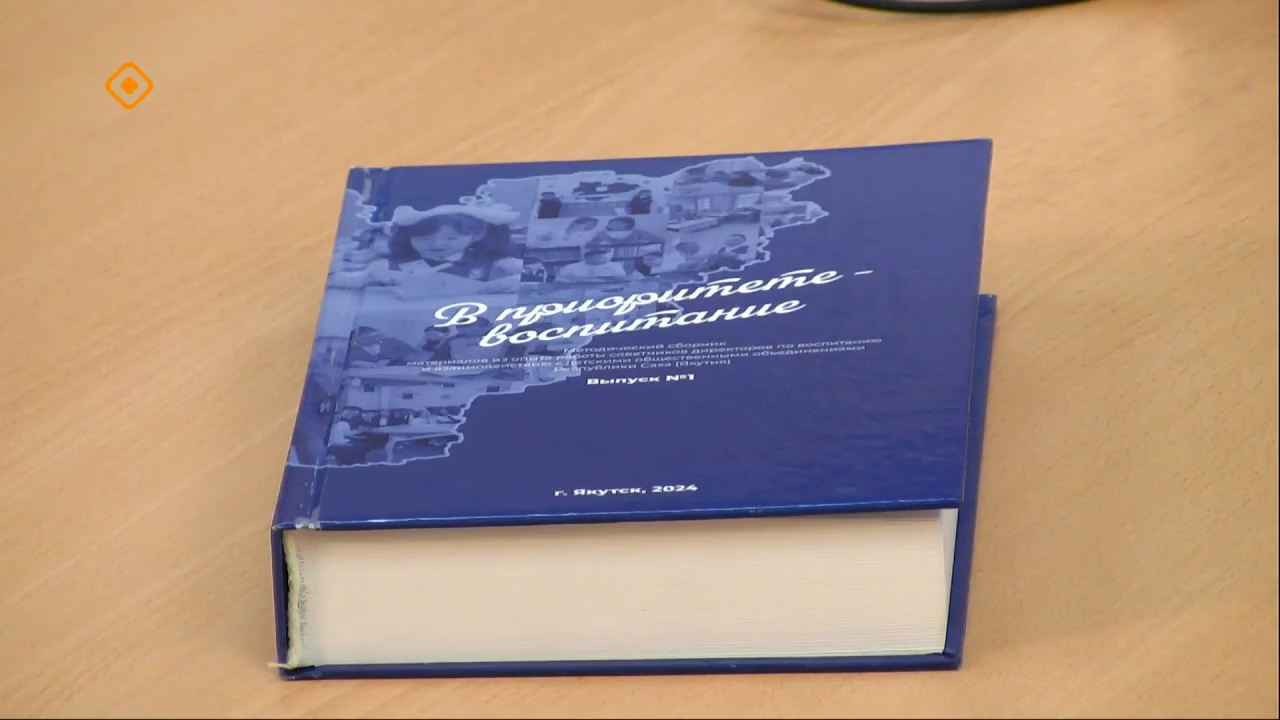 В приоритете -
воспитание
методический сборник
материалов из опыта работы советников директоров по воспитанию
и взаимодействию с детскими общественными объединениями
Республики Саха (Якутия)
Выпуск №1
г. Якутск, 2024